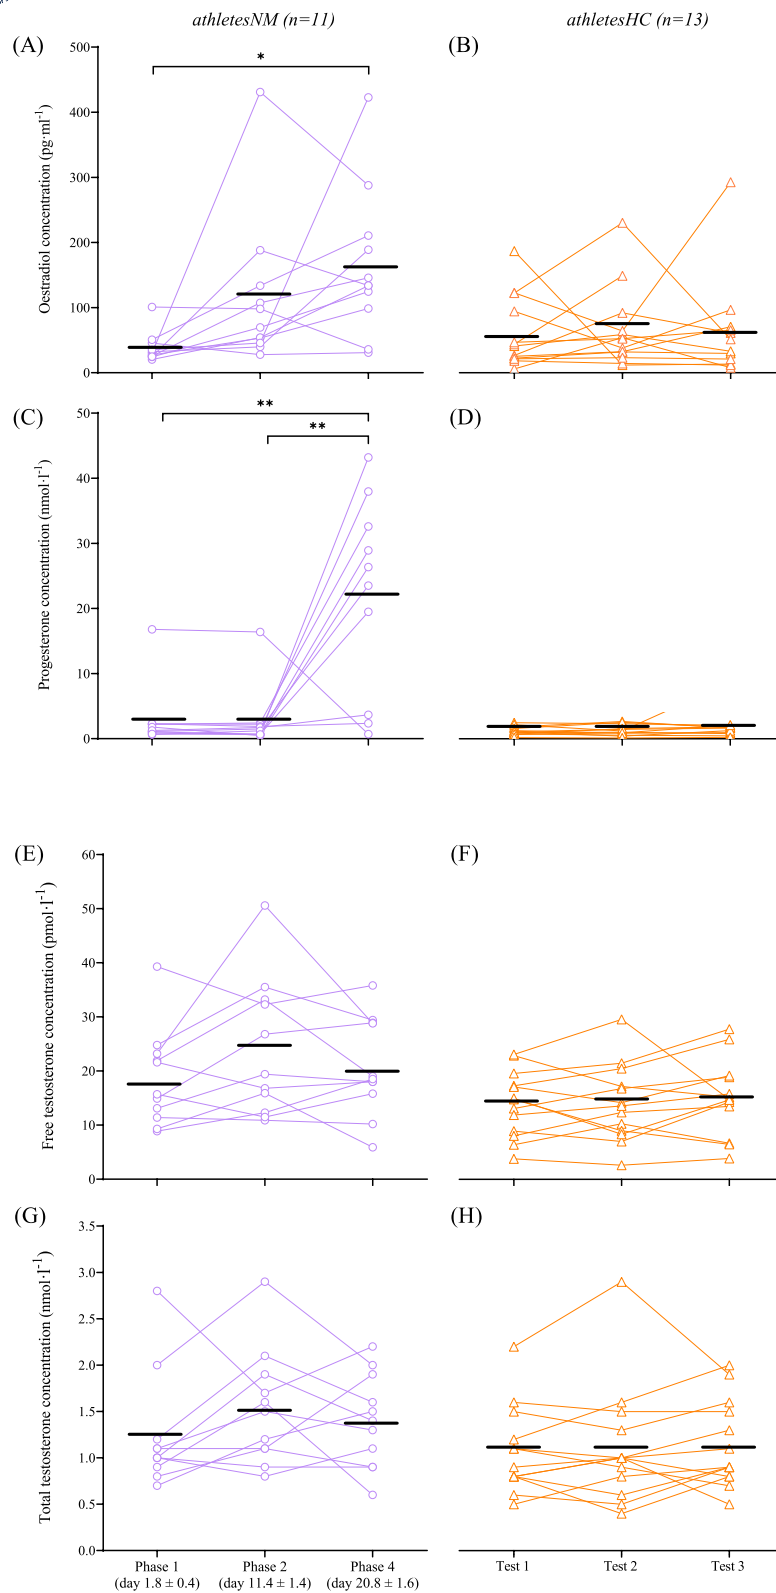 athletesNM (n=11)
athletesHC (n=13)
(A)
(B)
Oestradiol concentration (pg·ml⁻¹)
500
400
300
200
100
0
*
(C)
(D)
Progesterone concentration (nmol·l⁻¹)
50
40
30
20
10
0
**
**
(E)
(F)
Free testosterone concentration (pmol·l⁻¹)
60
50
40
30
20
10
0
(G)
(H)
Total testosterone concentration (nmol·l⁻¹)
3.5
3.0
2.5
2.0
1.5
1.0
0.5
0.0
Phase 1
(day 1.8 ± 0.4)
Phase 2
(day 11.4 ± 1.4)
Phase 4
(day 20.8 ± 1.6)
Test 1
Test 2
Test 3